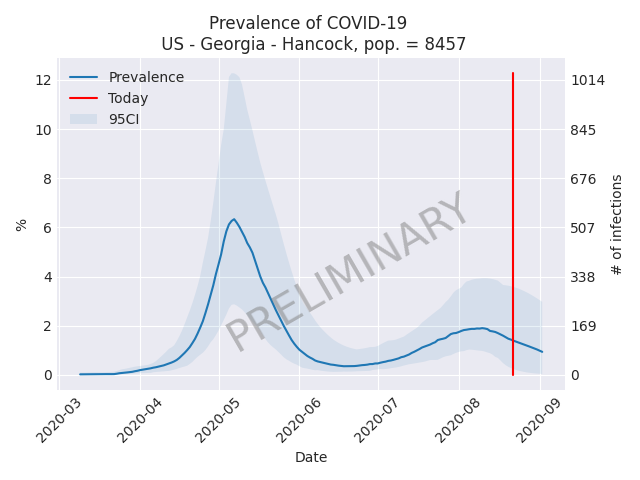 Prevalence of COVID-19
US - Georgia - Hancock, pop. = 8457
Prevalence
Today
95CI
12
10
8
6
4
2
0
%
1014
845
676
507
338
169
0
# of infections
PRELIMINARY
2020-03
2020-04
2020-05
2020-06
2020-07
2020-08
2020-09
Date